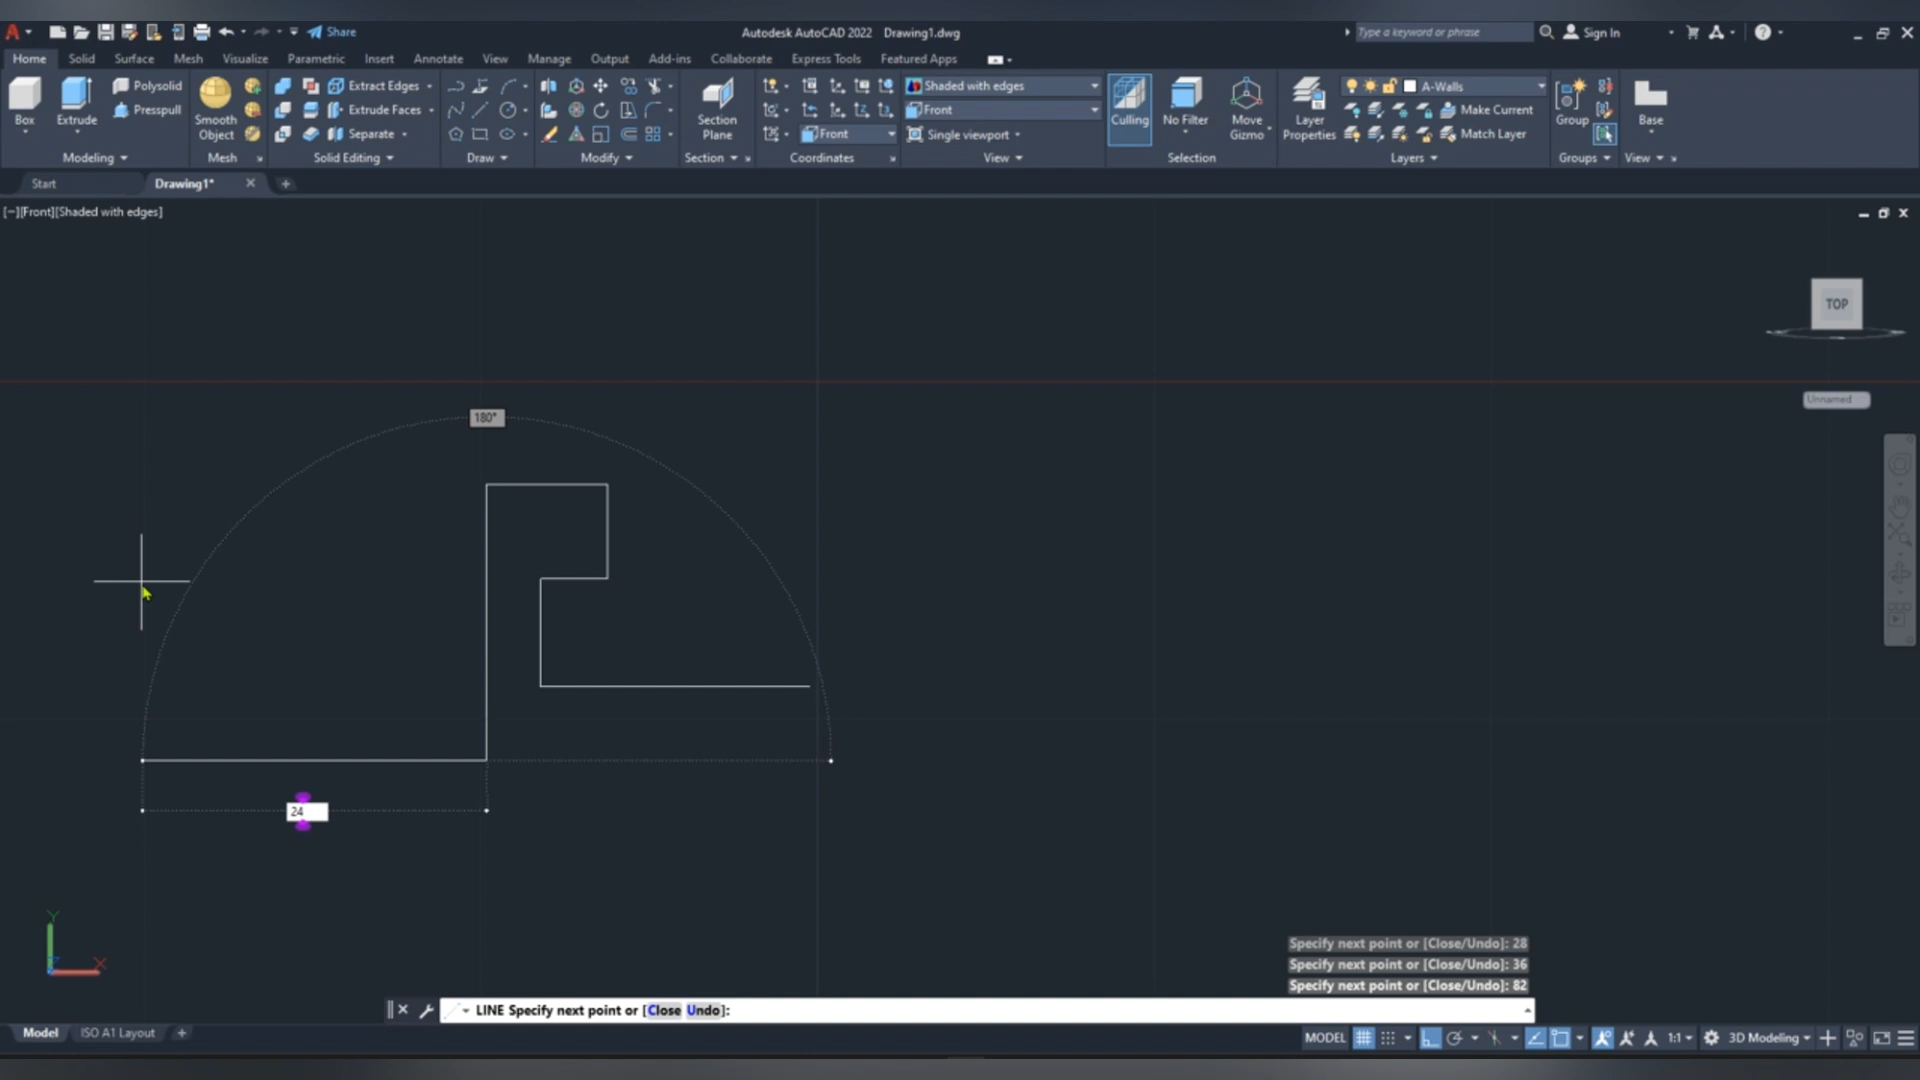 Share
Autodesk AutoCAD 2022 Drawing1.dwg
Type a keyword or phrase
Sign In
Home Solid Surface Mesh Visualize Parametric Insert Annotate View Manage Output Add-ins Collaborate Express Tools Featured Apps
Polysolid
Extract Edges
Shaded with edges
A-Walls
Presspull
Extrude Faces
Front
Make Current
Box
Extrude
Smooth Object
Separate
Section Plane
Front
Single viewport
Culling
No Filter
Move Gizmo
Layer Properties
Match Layer
Group
Base
Modeling Mesh Solid Editing Draw Modify Section Coordinates View Selection Layers Groups View
Start Drawing1*
[−][Front][Shaded with edges]
TOP
Unnamed
180°
24
Y
X
Specify next point or [Close/Undo]: 28
Specify next point or [Close/Undo]: 36
Specify next point or [Close/Undo]: 82
LINE Specify next point or [Close Undo]:
Model ISO A1 Layout
MODEL 1:1 3D Modeling